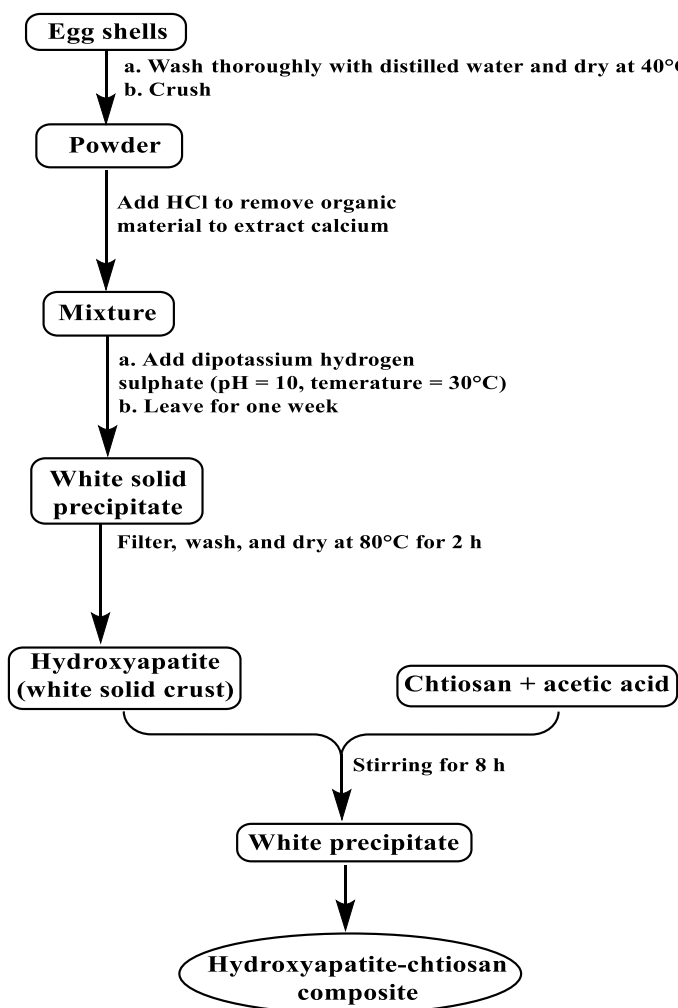 Egg shells
a. Wash thoroughly with distilled water and dry at 40°C
b. Crush
Powder
Add HCl to remove organic
material to extract calcium
Mixture
a. Add dipotassium hydrogen
sulphate (pH = 10, temerature = 30°C)
b. Leave for one week
White solid
precipitate
Filter, wash, and dry at 80°C for 2 h
Hydroxyapatite
(white solid crust)
Chtiosan + acetic acid
Stirring for 8 h
White precipitate
Hydroxyapatite-chtiosan
composite